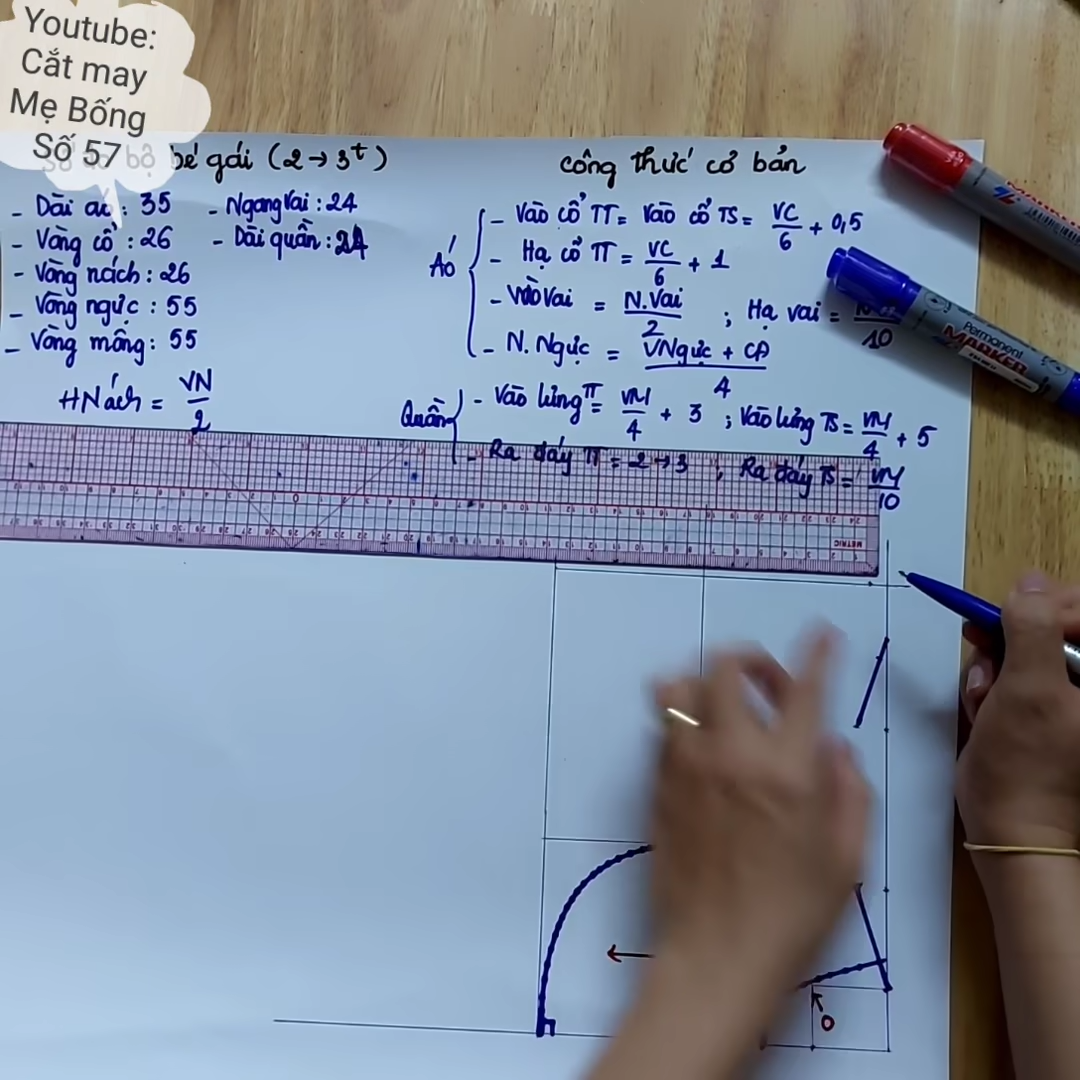 Youtube:
Cắt may
Mẹ Bống
Số 57
bộ bé gái (2→3t)
- Dài áo: 35
- Vòng cổ: 26
- Vòng nách: 26
- Vòng ngực: 55
- Vòng mông: 55
- Ngang vai: 24
- Dài quần: 24
HNách = VN/2
Công thức cơ bản
Áo
- Vào cổ TT = Vào cổ TS = VC/6 + 0,5
- Hạ cổ TT = VC/6 + 1
- Vào Vai = N.Vai/2 ; Hạ vai = /10
- N.Ngực = VNgực + CĐ/4
Quần
- Vào lưng TT = VM/4 + 3 ; Vào lưng TS = VM/4 + 5
- Ra đáy TT = 2→3 ; Ra đáy TS = VM/10
METRIC
O
Permanent
MARKER